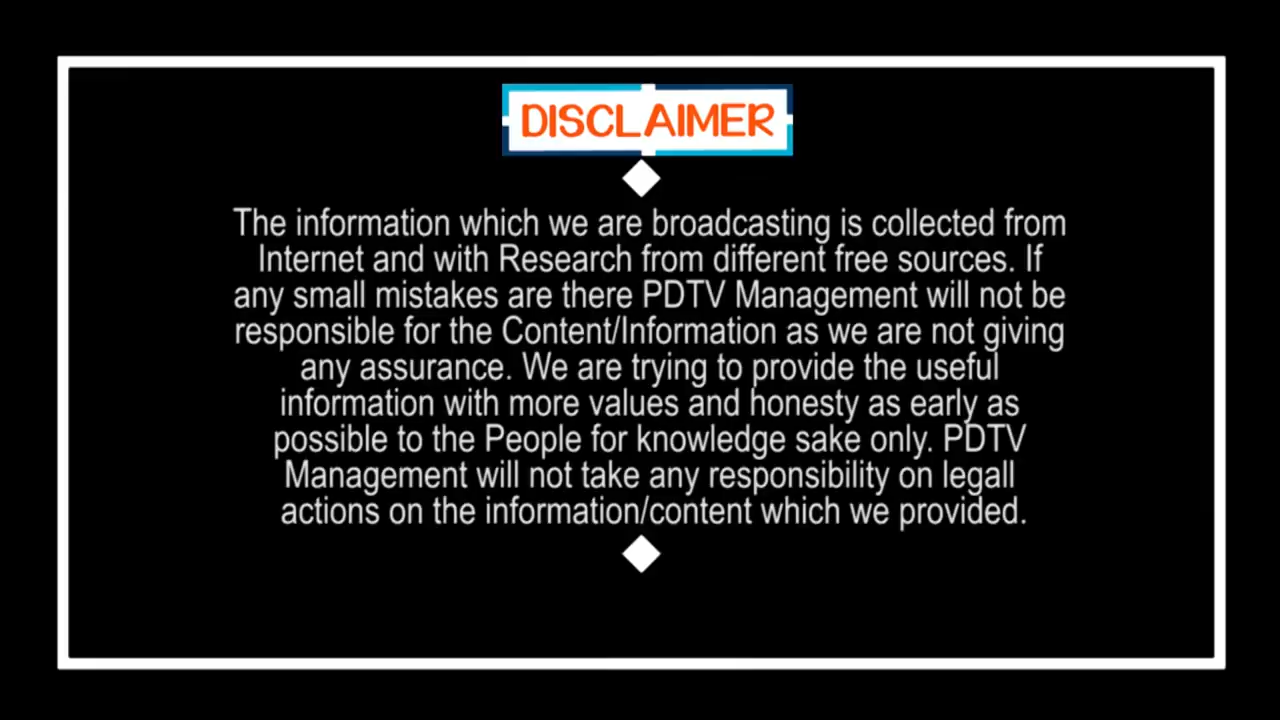 DISCLAIMER
The information which we are broadcasting is collected from
Internet and with Research from different free sources. If
any small mistakes are there PDTV Management will not be
responsible for the Content/Information as we are not giving
any assurance. We are trying to provide the useful
information with more values and honesty as early as
possible to the People for knowledge sake only. PDTV
Management will not take any responsibility on legall
actions on the information/content which we provided.